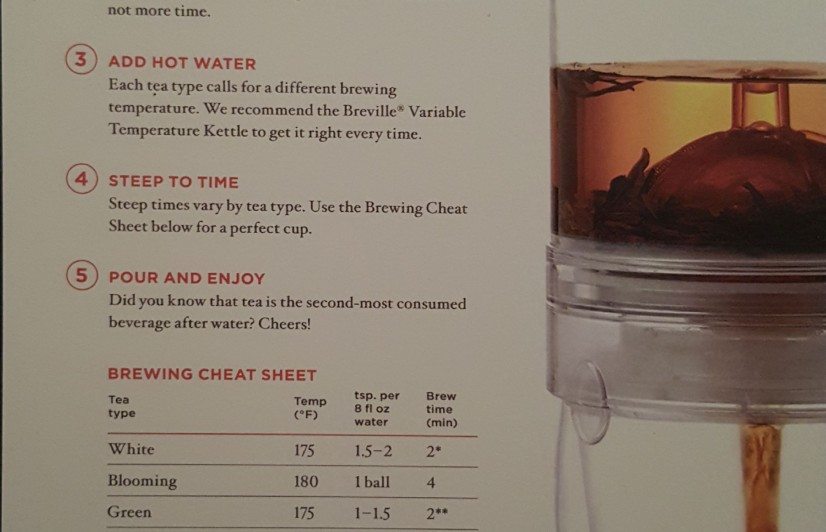 not more time.
3 ADD HOT WATER
Each tea type calls for a different brewing
temperature. We recommend the Breville® Variable
Temperature Kettle to get it right every time.
4 STEEP TO TIME
Steep times vary by tea type. Use the Brewing Cheat
Sheet below for a perfect cup.
5 POUR AND ENJOY
Did you know that tea is the second-most consumed
beverage after water? Cheers!
BREWING CHEAT SHEET
Tea type Temp (°F) tsp. per 8 fl oz water Brew time (min)
White 175 1.5–2 2*
Blooming 180 1 ball 4
Green 175 1–1.5 2**